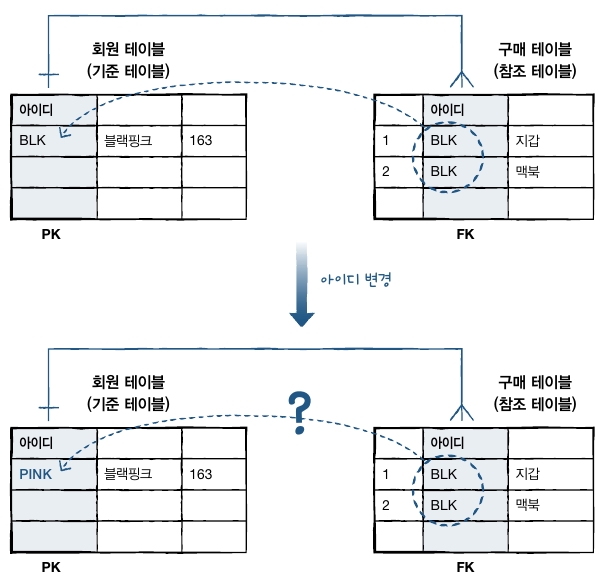 회원 테이블
(기준 테이블)
구매 테이블
(참조 테이블)
아이디
BLK 블랙핑크 163
PK
아이디
1 BLK 지갑
2 BLK 맥북
FK
아이디 변경
회원 테이블
(기준 테이블)
?
구매 테이블
(참조 테이블)
아이디
PINK 블랙핑크 163
PK
아이디
1 BLK 지갑
2 BLK 맥북
FK